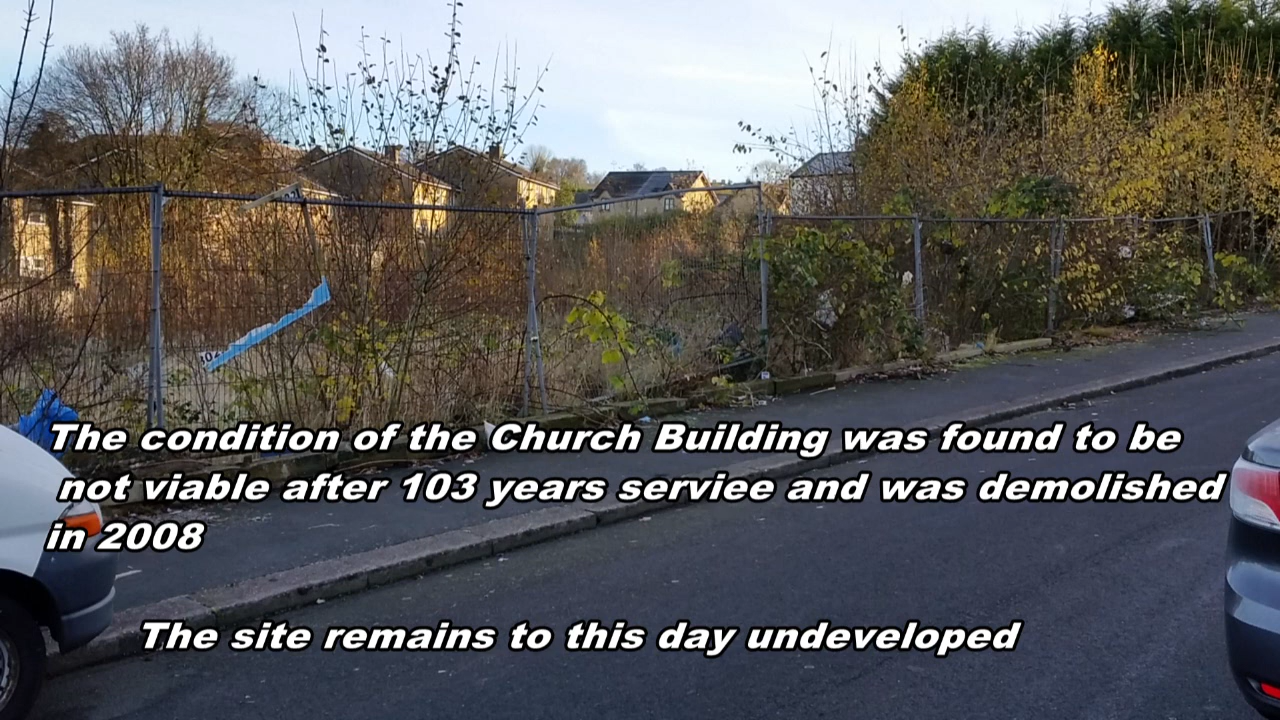 The condition of the Church Building was found to be
not viable after 103 years serviee and was demolished
in 2008
The site remains to this day undeveloped